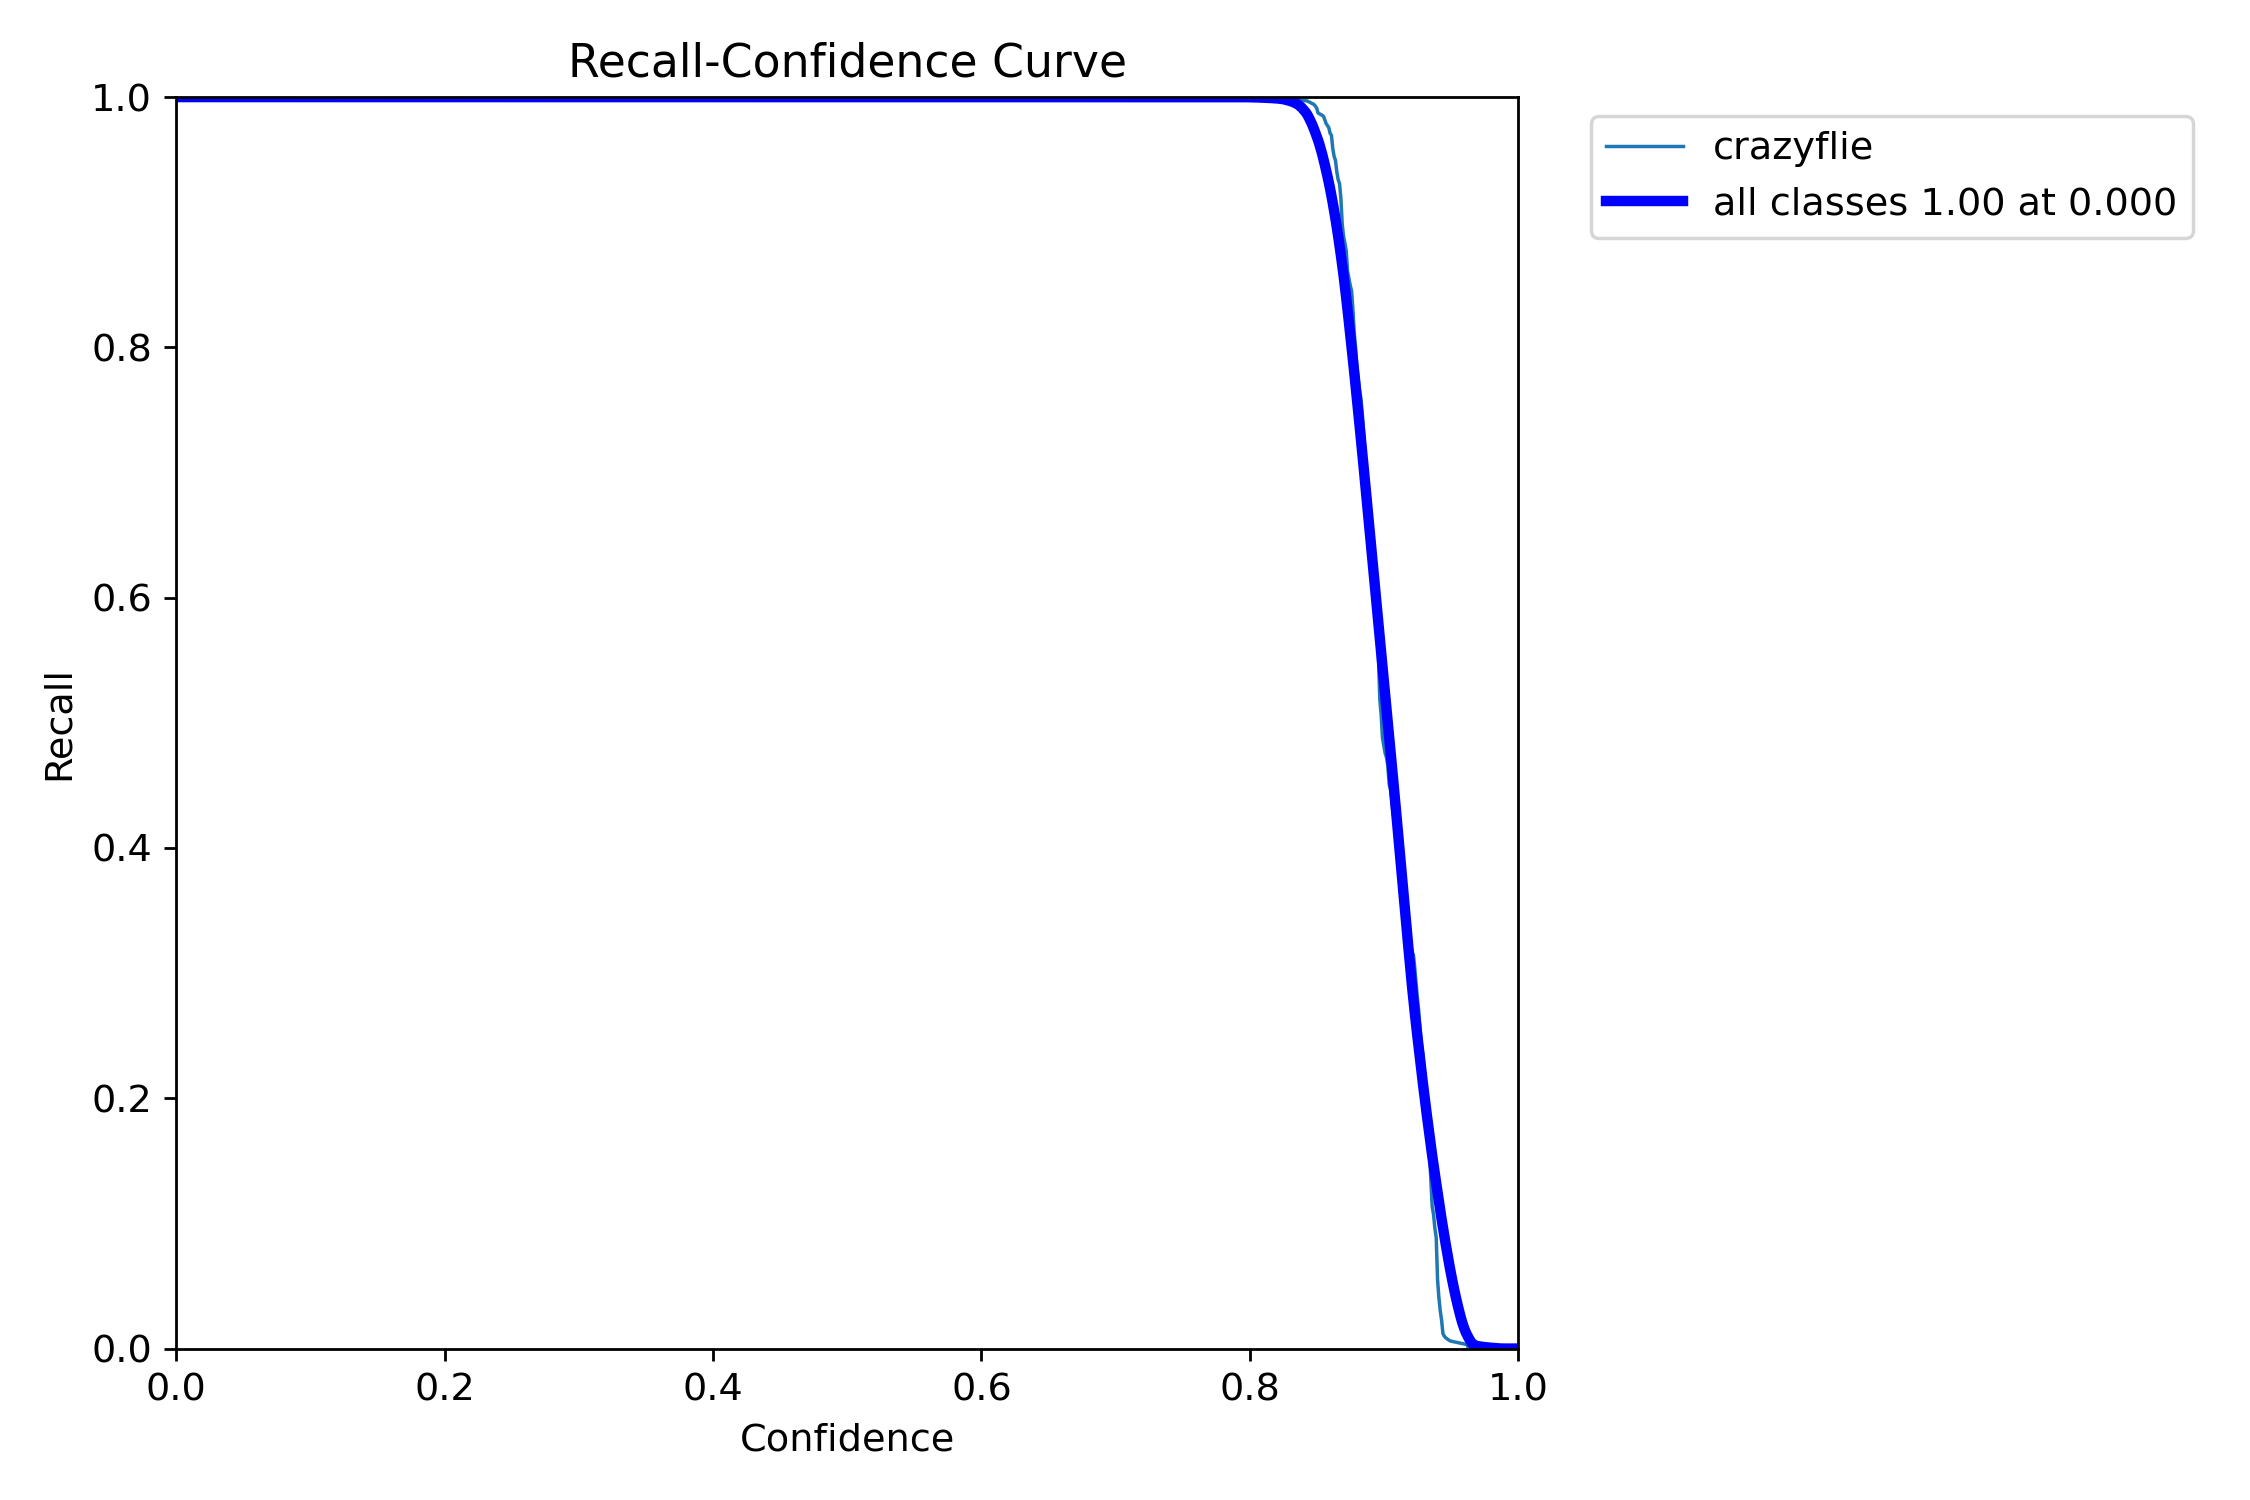 Recall-Confidence Curve
1.0
0.8
0.6
0.4
0.2
0.0
Recall
0.0 0.2 0.4 0.6 0.8 1.0
Confidence
crazyflie
all classes 1.00 at 0.000